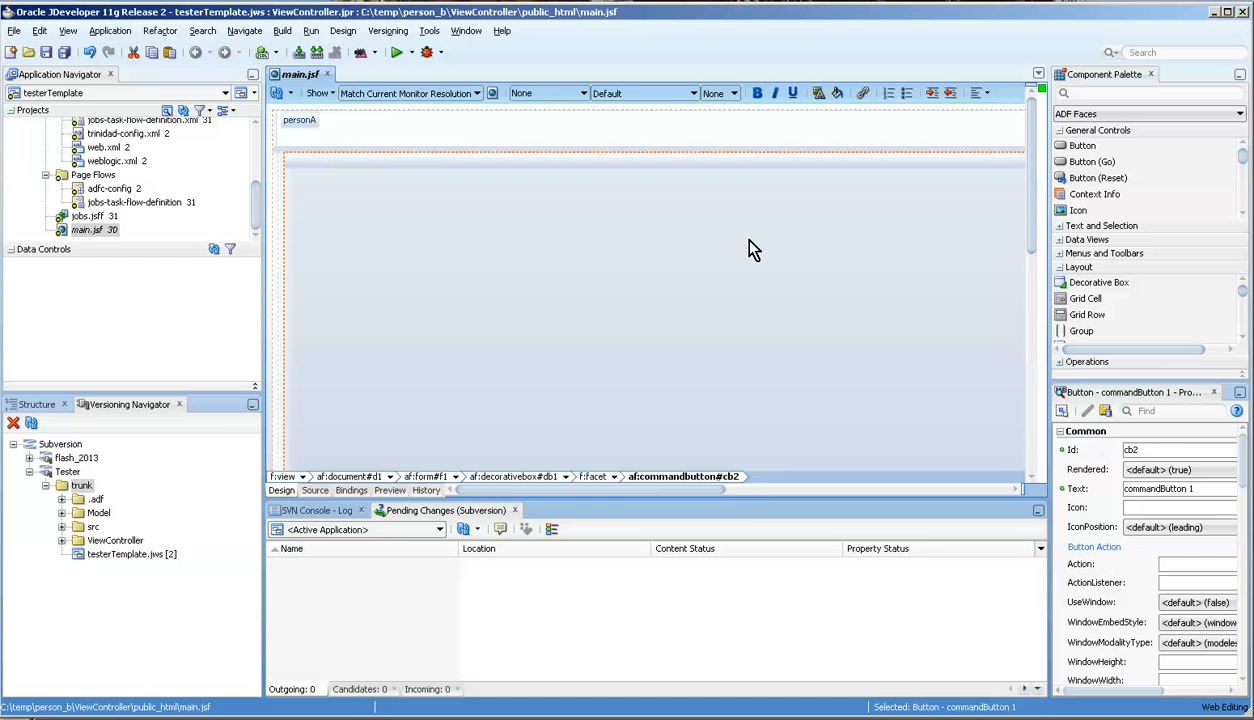 Oracle JDeveloper 11g Release 2 - testerTemplate.jws : ViewController.jpr : C:\temp\person_b\ViewController\public_html\main.jsf
File Edit View Application Refactor Search Navigate Build Run Design Versioning Tools Window Help
Search
Application Navigator
main.jsf
Component Palette
testerTemplate
Show
Match Current Monitor Resolution
None
Default
None
B I U
Projects
ADF Faces
jobs-task-flow-definition.xml 31
trinidad-config.xml 2
web.xml 2
weblogic.xml 2
Page Flows
adfc-config 2
jobs-task-flow-definition 31
jobs.jsff 31
main.jsf 30
Data Controls
personA
General Controls
Button
Button (Go)
Button (Reset)
Context Info
Icon
Text and Selection
Data Views
Menus and Toolbars
Layout
Decorative Box
Grid Cell
Grid Row
Group
Operations
Structure
Versioning Navigator
Subversion
flash_2013
Tester
trunk
.adf
Model
src
ViewController
testerTemplate.jws [2]
f:view af:document#d1 af:form#f1 af:decorativebox#db1 f:facet af:commandbutton#cb2
Design Source Bindings Preview History
SVN Console - Log
Pending Changes (Subversion)
<Active Application>
Name Location Content Status Property Status
Outgoing: 0 Candidates: 0 Incoming: 0
Button - commandButton 1 - Pro...
Find
Common
Id: cb2
Rendered: <default> (true)
Text: commandButton 1
Icon:
IconPosition: <default> (leading)
Button Action
Action:
ActionListener:
UseWindow: <default> (false)
WindowEmbedStyle: <default> (window
WindowModalityType: <default> (modeles
WindowHeight:
WindowWidth:
C:\temp\person_b\ViewController\public_html\main.jsf
Selected: Button - commandButton 1
Web Editing